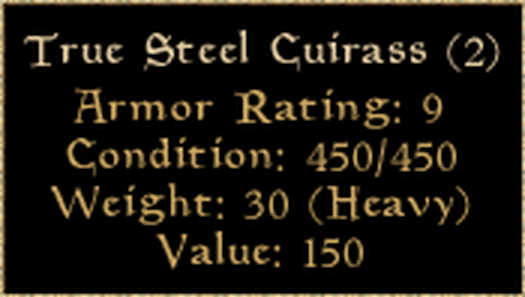 True Steel Cuirass (2)
Armor Rating: 9
Condition: 450/450
Weight: 30 (Heavy)
Value: 150